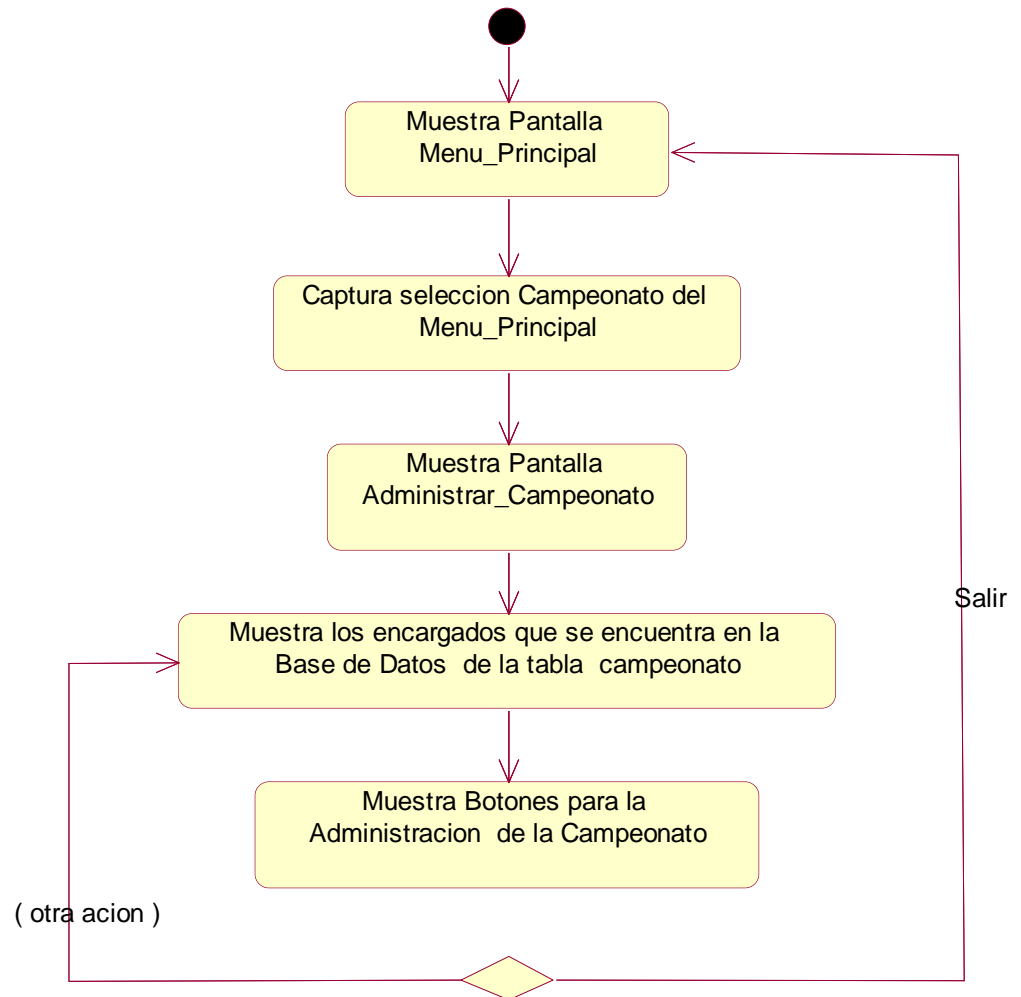 Muestra Pantalla
Menu_Principal
Captura seleccion Campeonato del
Menu_Principal
Muestra Pantalla
Administrar_Campeonato
Salir
Muestra los encargados que se encuentra en la
Base de Datos  de la tabla  campeonato
Muestra Botones para la
Administracion  de la Campeonato
( otra acion )